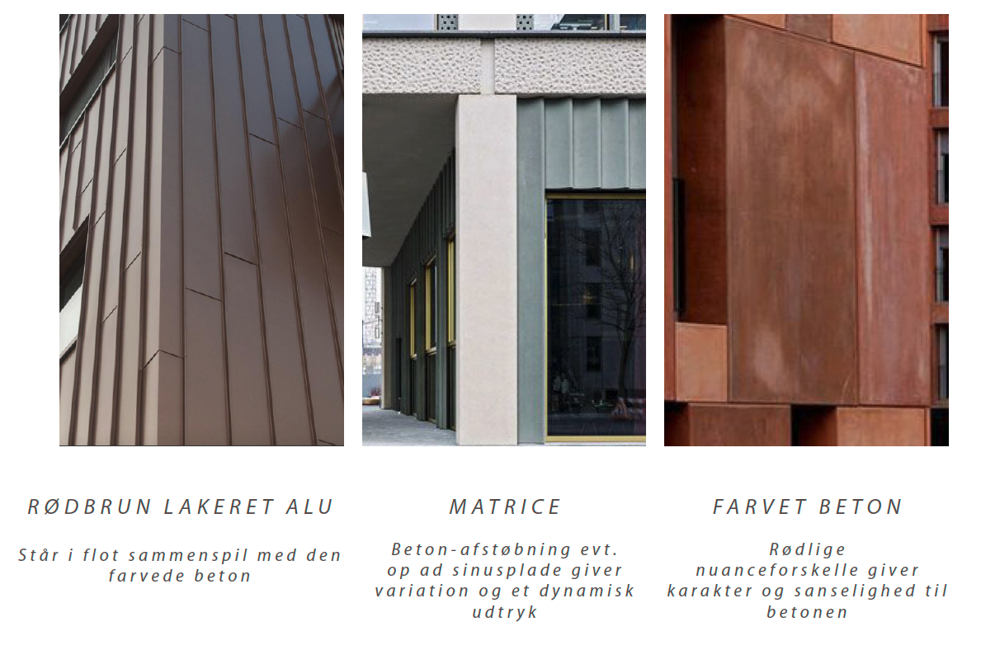 RØDBRUN LAKERET ALU
Står i flot sammenspil med den
farvede beton
MATRICE
Beton-afstøbning evt.
op ad sinusplade giver
variation og et dynamisk
udtryk
FARVET BETON
Rødlige
nuanceforskelle giver
karakter og sanselighed til
betonen